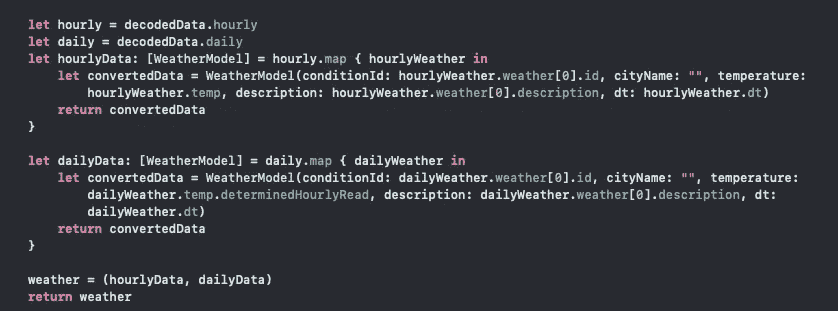 let hourly = decodedData.hourly
let daily = decodedData.daily
let hourlyData: [WeatherModel] = hourly.map { hourlyWeather in
let convertedData = WeatherModel(conditionId: hourlyWeather.weather[0].id, cityName: "", temperature:
hourlyWeather.temp, description: hourlyWeather.weather[0].description, dt: hourlyWeather.dt)
return convertedData
}
let dailyData: [WeatherModel] = daily.map { dailyWeather in
let convertedData = WeatherModel(conditionId: dailyWeather.weather[0].id, cityName: "", temperature:
dailyWeather.temp.determinedHourlyRead, description: dailyWeather.weather[0].description, dt:
dailyWeather.dt)
return convertedData
}
weather = (hourlyData, dailyData)
return weather